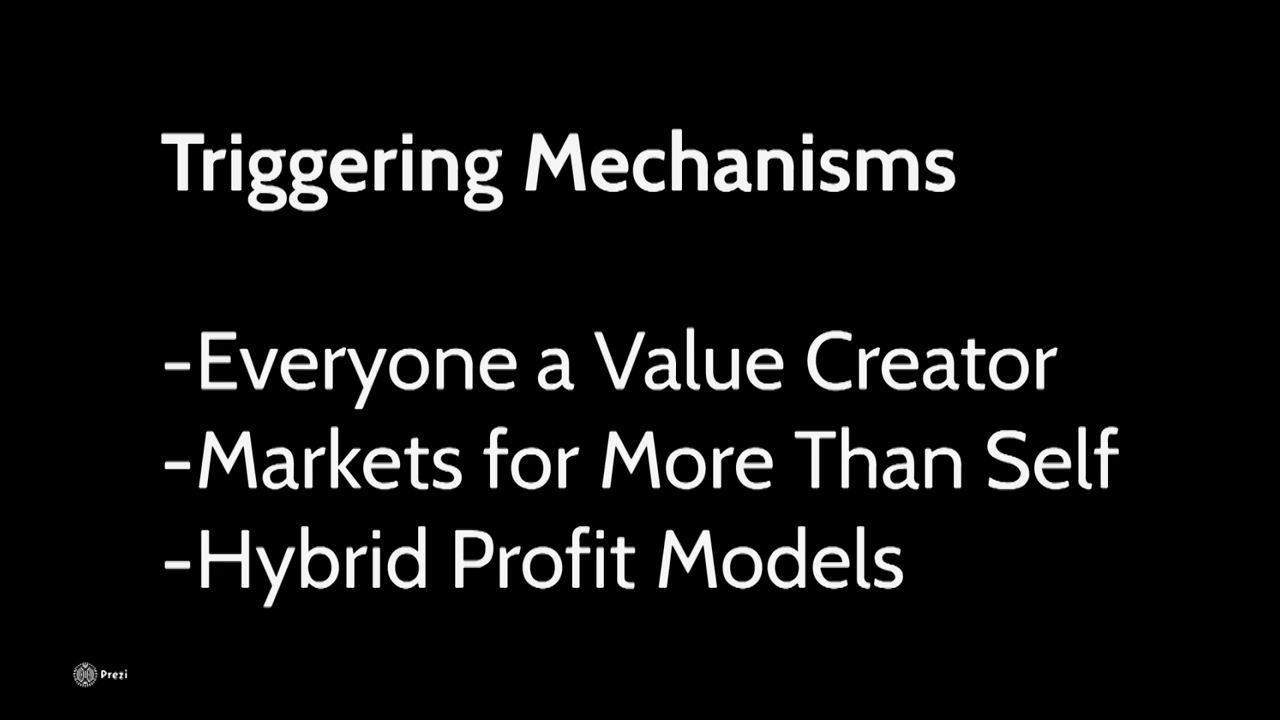 Triggering Mechanisms
-Everyone a Value Creator
-Markets for More Than Self
-Hybrid Profit Models
Prezi